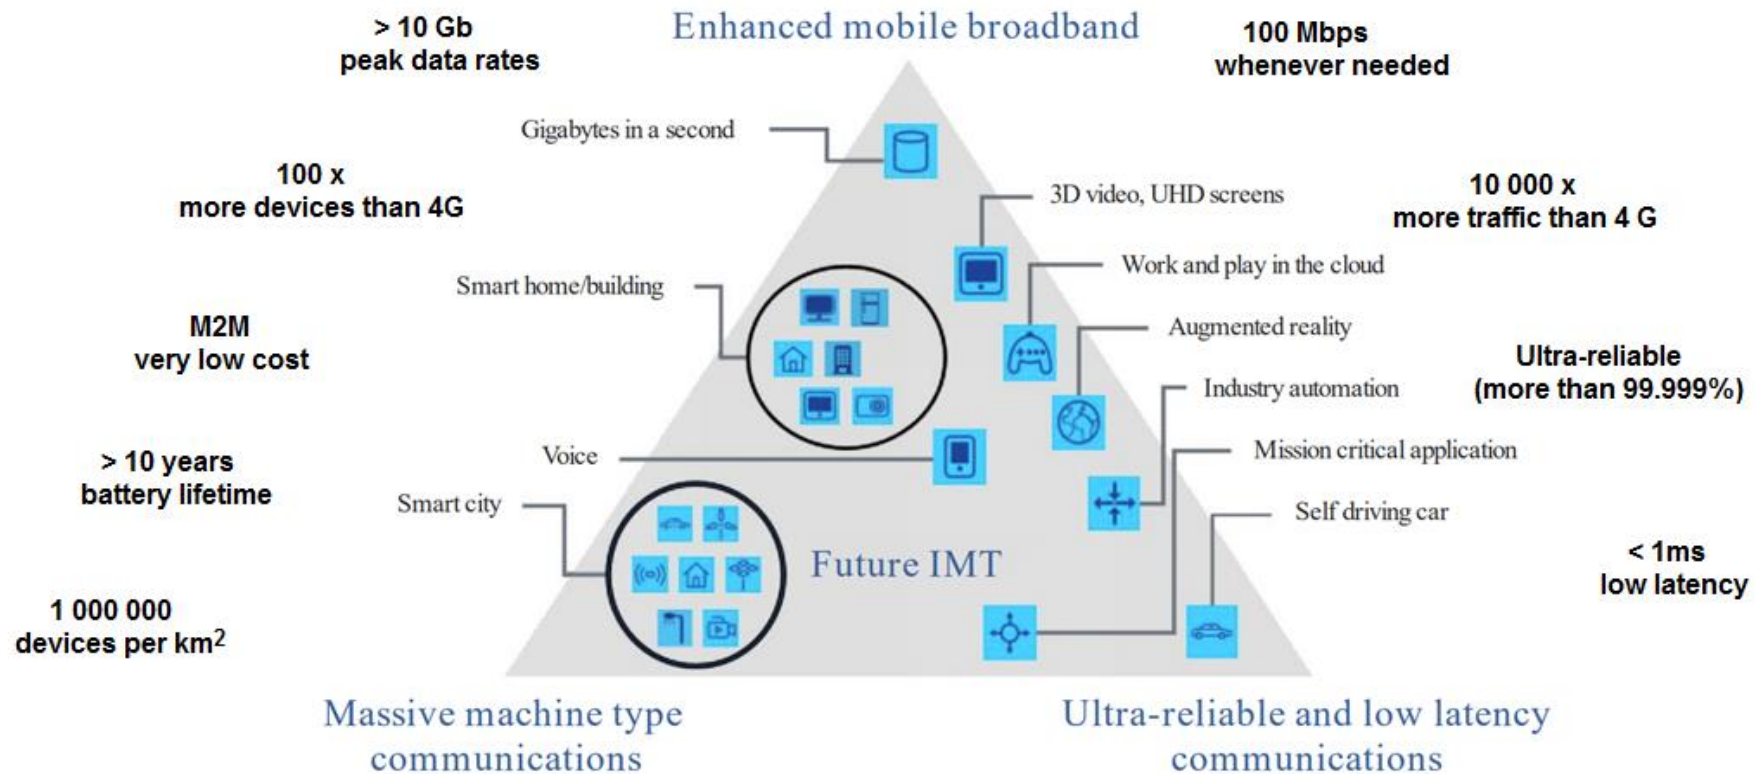 > 10 Gb
peak data rates
Enhanced mobile broadband
100 Mbps
whenever needed
Gigabytes in a second
100 x
more devices than 4G
3D video, UHD screens
10 000 x
more traffic than 4 G
Work and play in the cloud
Smart home/building
M2M
very low cost
Augmented reality
Ultra-reliable
(more than 99.999%)
Industry automation
Voice
Mission critical application
> 10 years
battery lifetime
Smart city
Self driving car
Future IMT
< 1ms
low latency
1 000 000
devices per km²
Massive machine type
communications
Ultra-reliable and low latency
communications